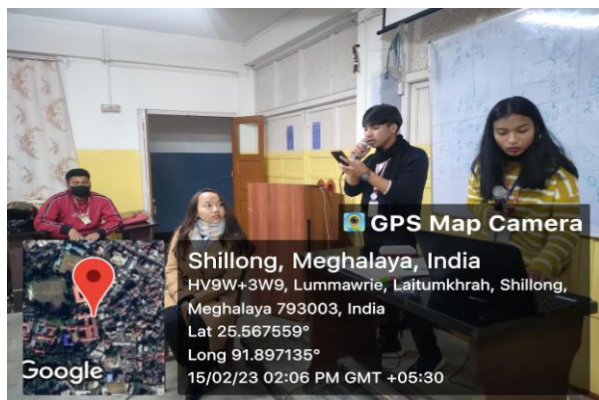 GPS Map Camera
Shillong, Meghalaya, India
HV9W+3W9, Lummawrie, Laitumkhrah, Shillong,
Meghalaya 793003, India
Lat 25.567559°
Long 91.897135°
15/02/23 02:06 PM GMT +05:30
Google